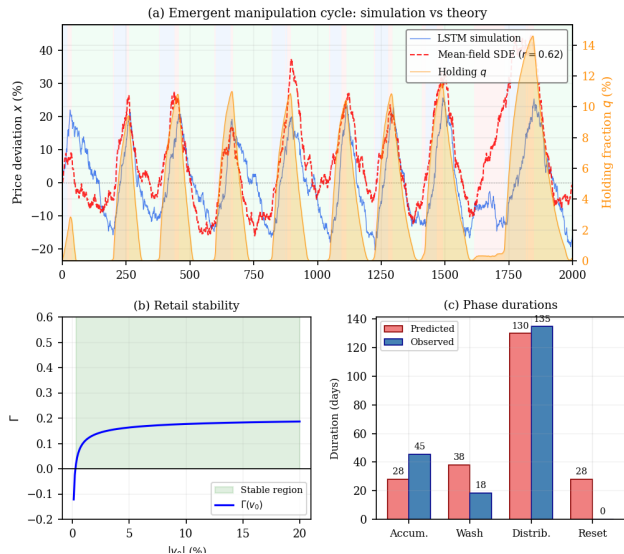 (a) Emergent manipulation cycle: simulation vs theory
LSTM simulation
Mean-field SDE (r = 0.62)
Holding q
Price deviation x (%)
Holding fraction q (%)
40
30
20
10
0
−10
−20
14
12
10
8
6
4
2
0
0 250 500 750 1000 1250 1500 1750 2000
(b) Retail stability
Γ
0.6
0.5
0.4
0.3
0.2
0.1
0.0
−0.1
−0.2
Stable region
Γ(v₀)
0 5 10 15 20
|v₀| (%)
(c) Phase durations
Predicted
Observed
Duration (days)
140
120
100
80
60
40
20
0
28 45 38 18 130 135 28 0
Accum. Wash Distrib. Reset